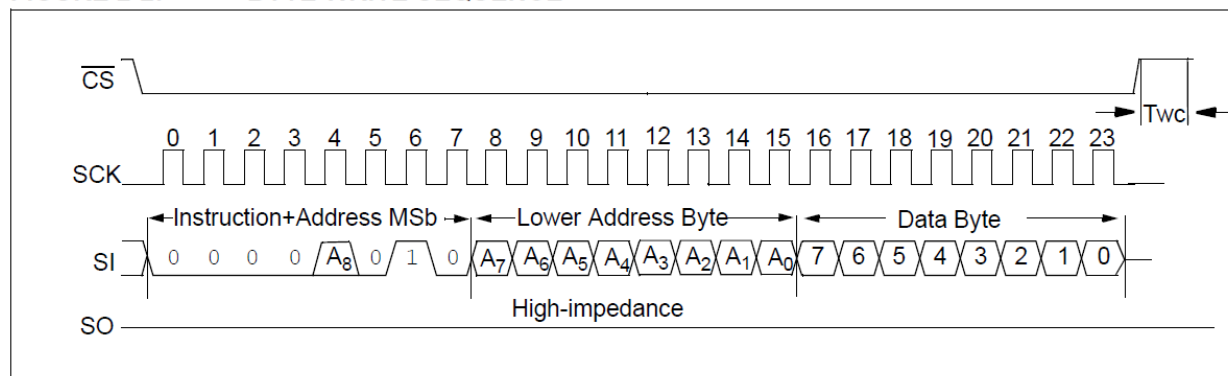 CS
Twc
0 1 2 3 4 5 6 7 8 9 10 11 12 13 14 15 16 17 18 19 20 21 22 23
SCK
Instruction+Address MSb Lower Address Byte Data Byte
SI 0 0 0 0 A8 0 1 0 A7 A6 A5 A4 A3 A2 A1 A0 7 6 5 4 3 2 1 0
High-impedance
SO